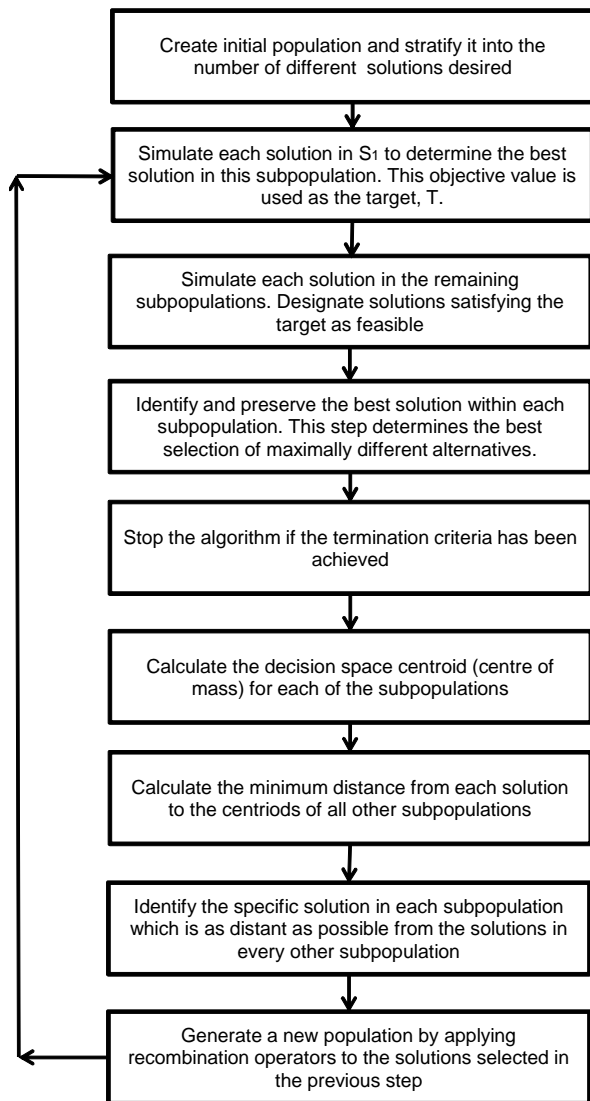 Create initial population and stratify it into the
number of different solutions desired
Simulate each solution in S1 to determine the best
solution in this subpopulation. This objective value is
used as the target, T.
Simulate each solution in the remaining
subpopulations. Designate solutions satisfying the
target as feasible
Identify and preserve the best solution within each
subpopulation. This step determines the best
selection of maximally different alternatives.
Stop the algorithm if the termination criteria has been
achieved
Calculate the decision space centroid (centre of
mass) for each of the subpopulations
Calculate the minimum distance from each solution
to the centriods of all other subpopulations
Identify the specific solution in each subpopulation
which is as distant as possible from the solutions in
every other subpopulation
Generate a new population by applying
recombination operators to the solutions selected in
the previous step